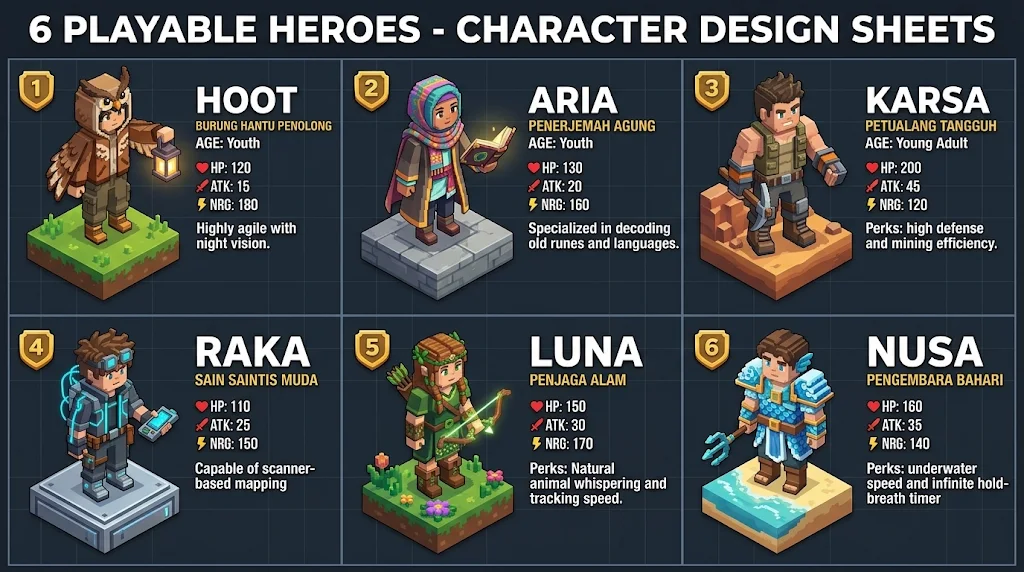 6 PLAYABLE HEROES - CHARACTER DESIGN SHEETS
1
HOOT
BURUNG HANTU PENOLONG
AGE: Youth
HP: 120
ATK: 15
NRG: 180
Highly agile with
night vision.
2
ARIA
PENERJEMAH AGUNG
AGE: Youth
HP: 130
ATK: 20
NRG: 160
Specialized in decoding
old runes and languages.
3
KARSA
PETUALANG TANGGUH
AGE: Young Adult
HP: 200
ATK: 45
NRG: 120
Perks: high defense
and mining efficiency.
4
RAKA
SAIN SAINTIS MUDA
HP: 110
ATK: 25
NRG: 150
Capable of scanner-
based mapping
5
LUNA
PENJAGA ALAM
HP: 150
ATK: 30
NRG: 170
Perks: Natural
animal whispering and
tracking speed.
6
NUSA
PENGEMBARA BAHARI
HP: 160
ATK: 35
NRG: 140
Perks: underwater
speed and infinite hold-
breath timer